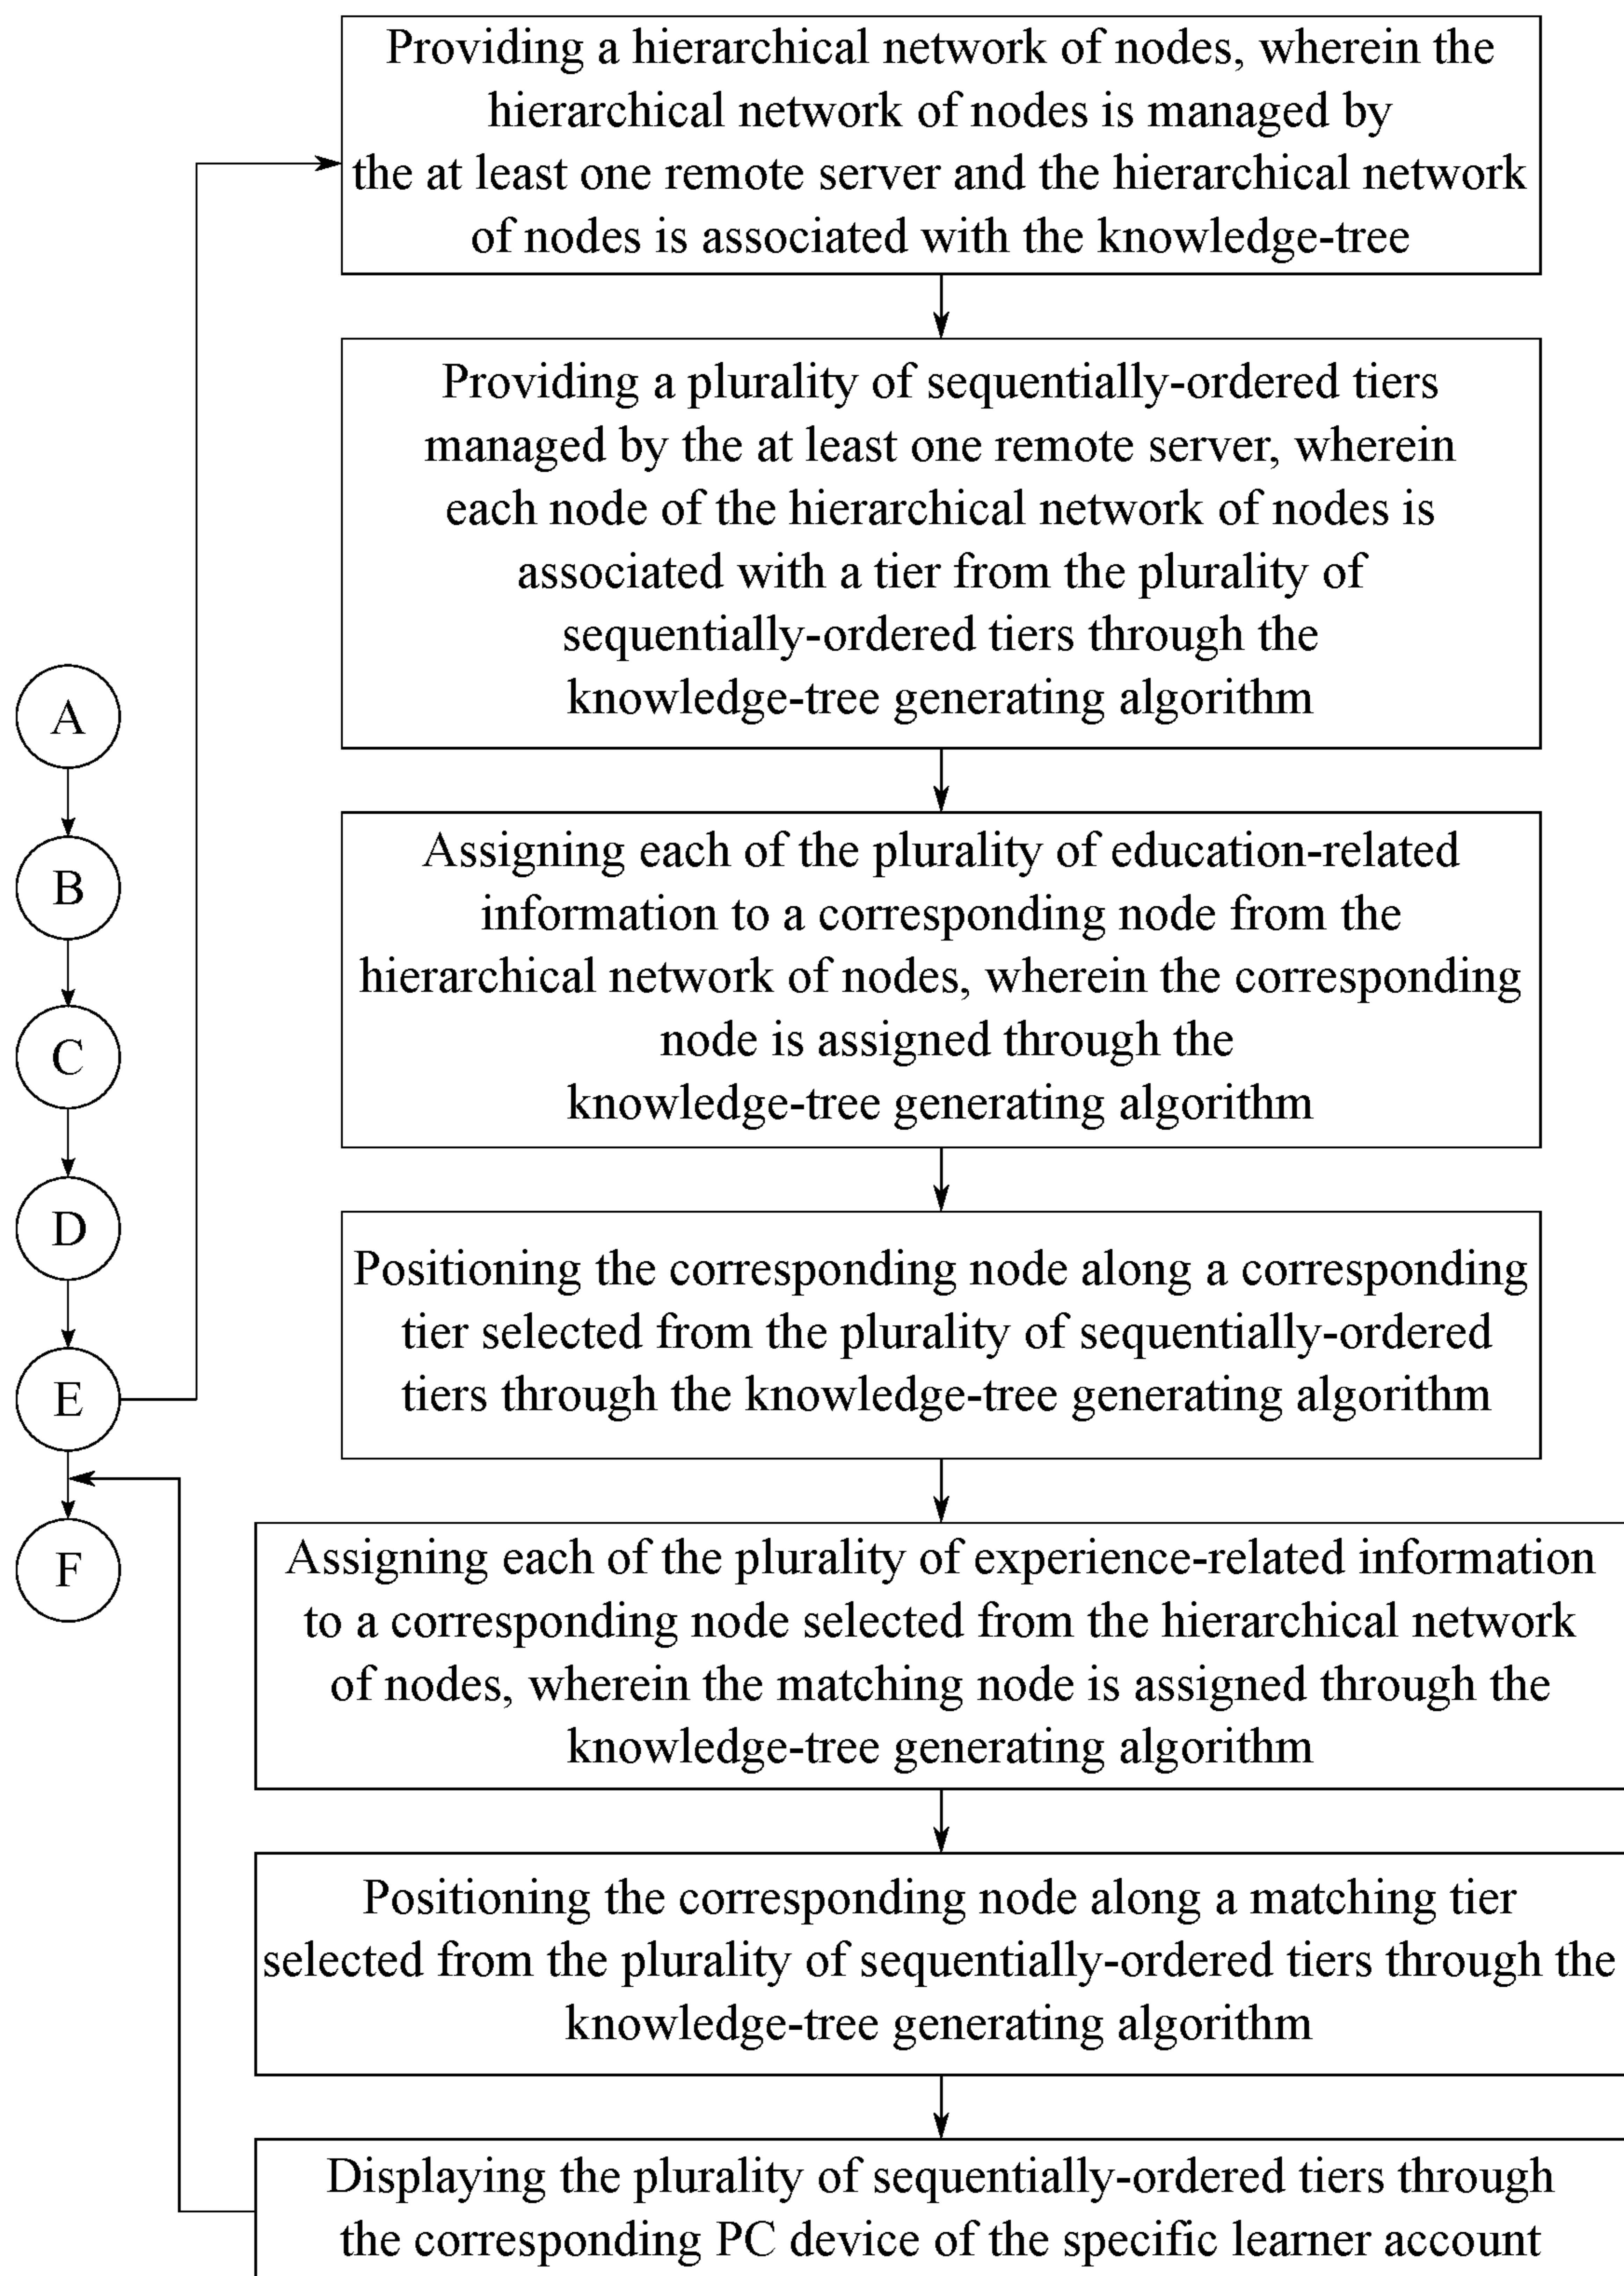 Providing a hierarchical network of nodes, wherein the
hierarchical network of nodes is managed by
the at least one remote server and the hierarchical network
of nodes is associated with the knowledge-tree
Providing a plurality of sequentially-ordered tiers
managed by the at least one remote server, wherein
each node of the hierarchical network of nodes is
associated with a tier from the plurality of
sequentially-ordered tiers through the
knowledge-tree generating algorithm
A
B
C
D
E
F
Assigning each of the plurality of education-related
information to a corresponding node from the
hierarchical network of nodes, wherein the corresponding
node is assigned through the
knowledge-tree generating algorithm
Positioning the corresponding node along a corresponding
tier selected from the plurality of sequentially-ordered
tiers through the knowledge-tree generating algorithm
Assigning each of the plurality of experience-related information
to a corresponding node selected from the hierarchical network
of nodes, wherein the matching node is assigned through the
knowledge-tree generating algorithm
Positioning the corresponding node along a matching tier
selected from the plurality of sequentially-ordered tiers through the
knowledge-tree generating algorithm
Displaying the plurality of sequentially-ordered tiers through
the corresponding PC device of the specific learner account